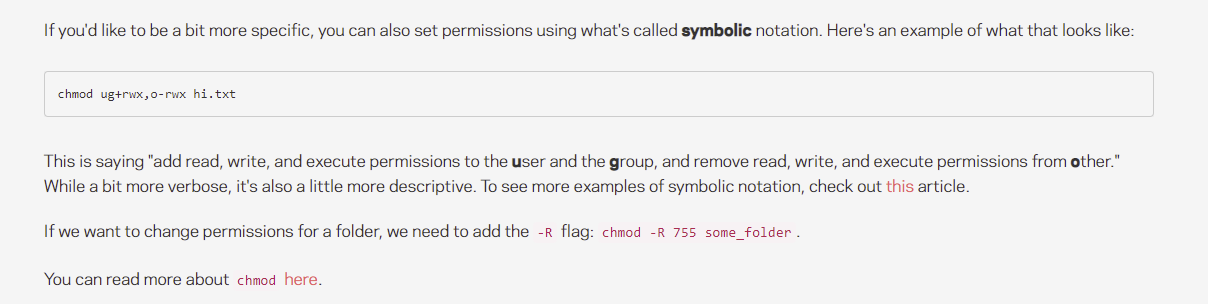 If you'd like to be a bit more specific, you can also set permissions using what's called symbolic notation. Here's an example of what that looks like:
chmod ug+rwx,o-rwx hi.txt
This is saying "add read, write, and execute permissions to the user and the group, and remove read, write, and execute permissions from other."
While a bit more verbose, it's also a little more descriptive. To see more examples of symbolic notation, check out this article.
If we want to change permissions for a folder, we need to add the -R flag: chmod -R 755 some_folder .
You can read more about chmod here.